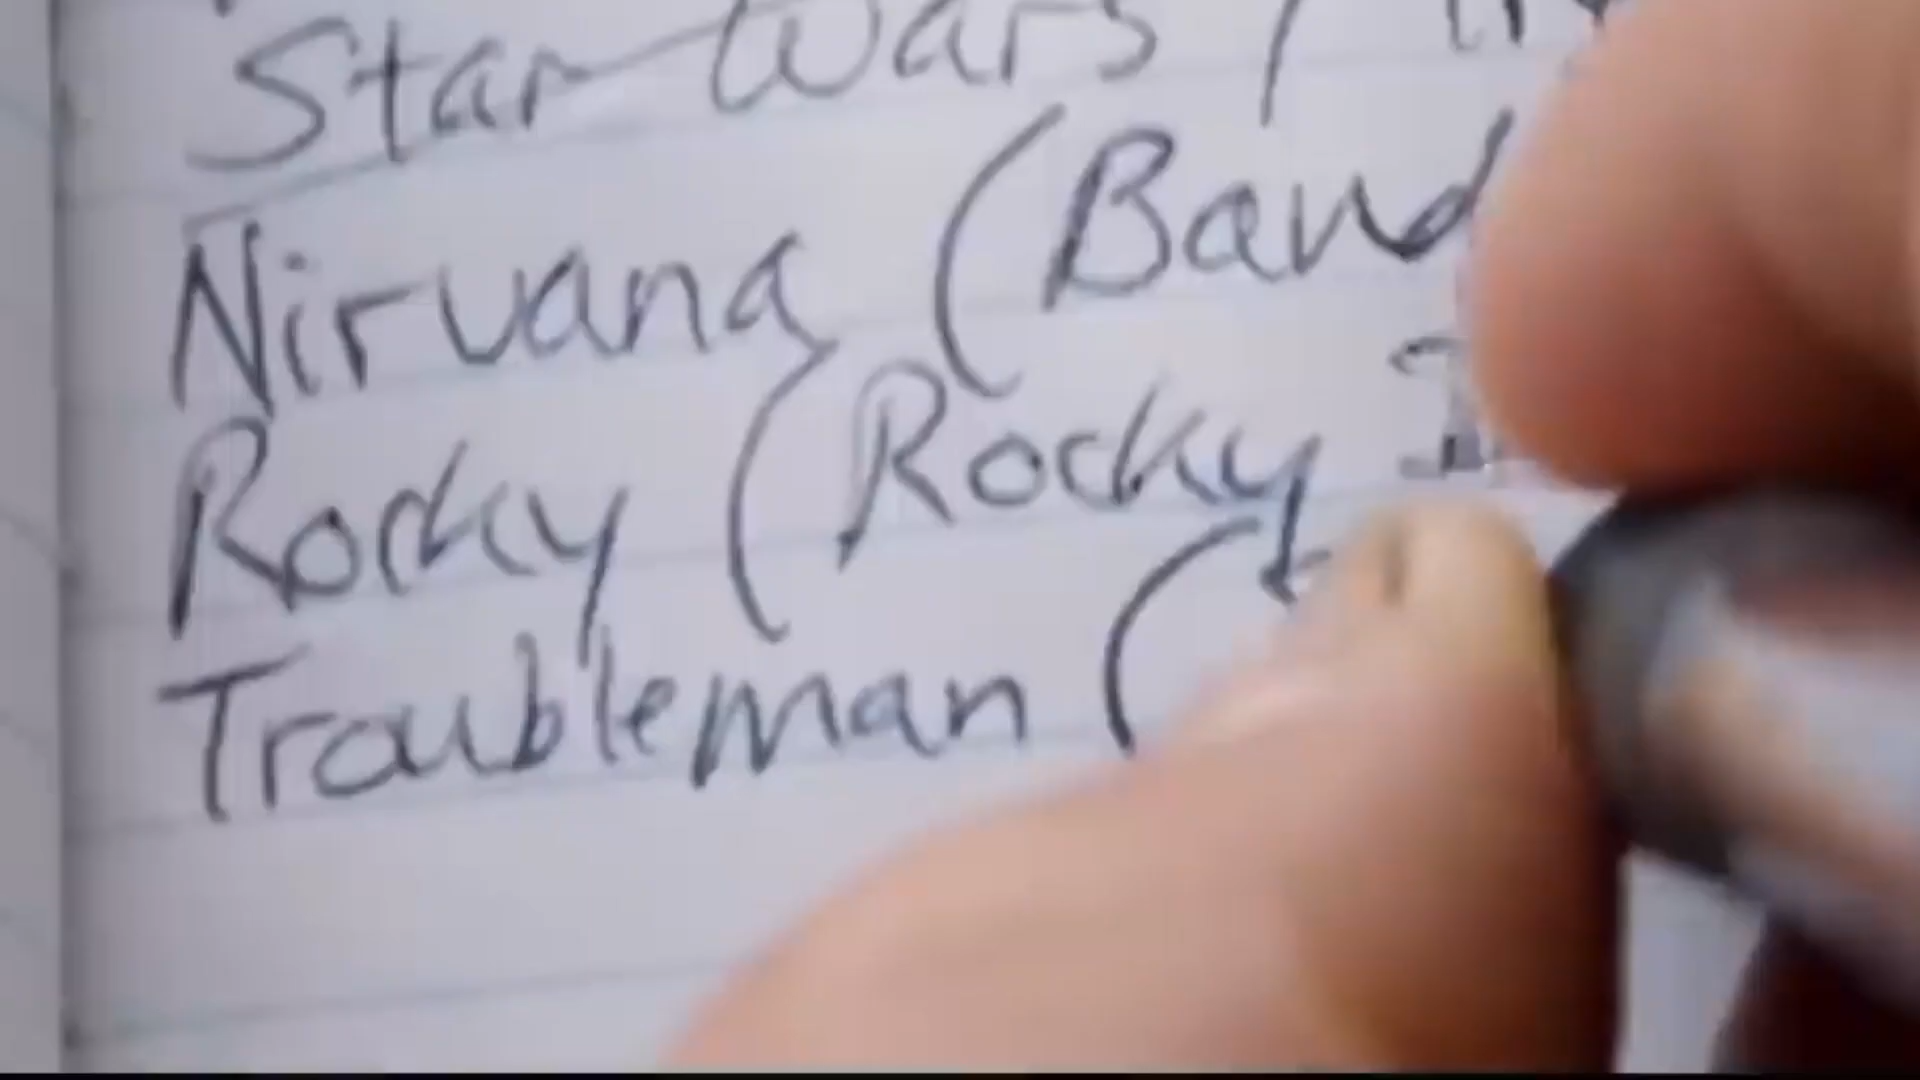 Star Wars /
Nirvana (Band
Rocky (Rocky
Troubleman (